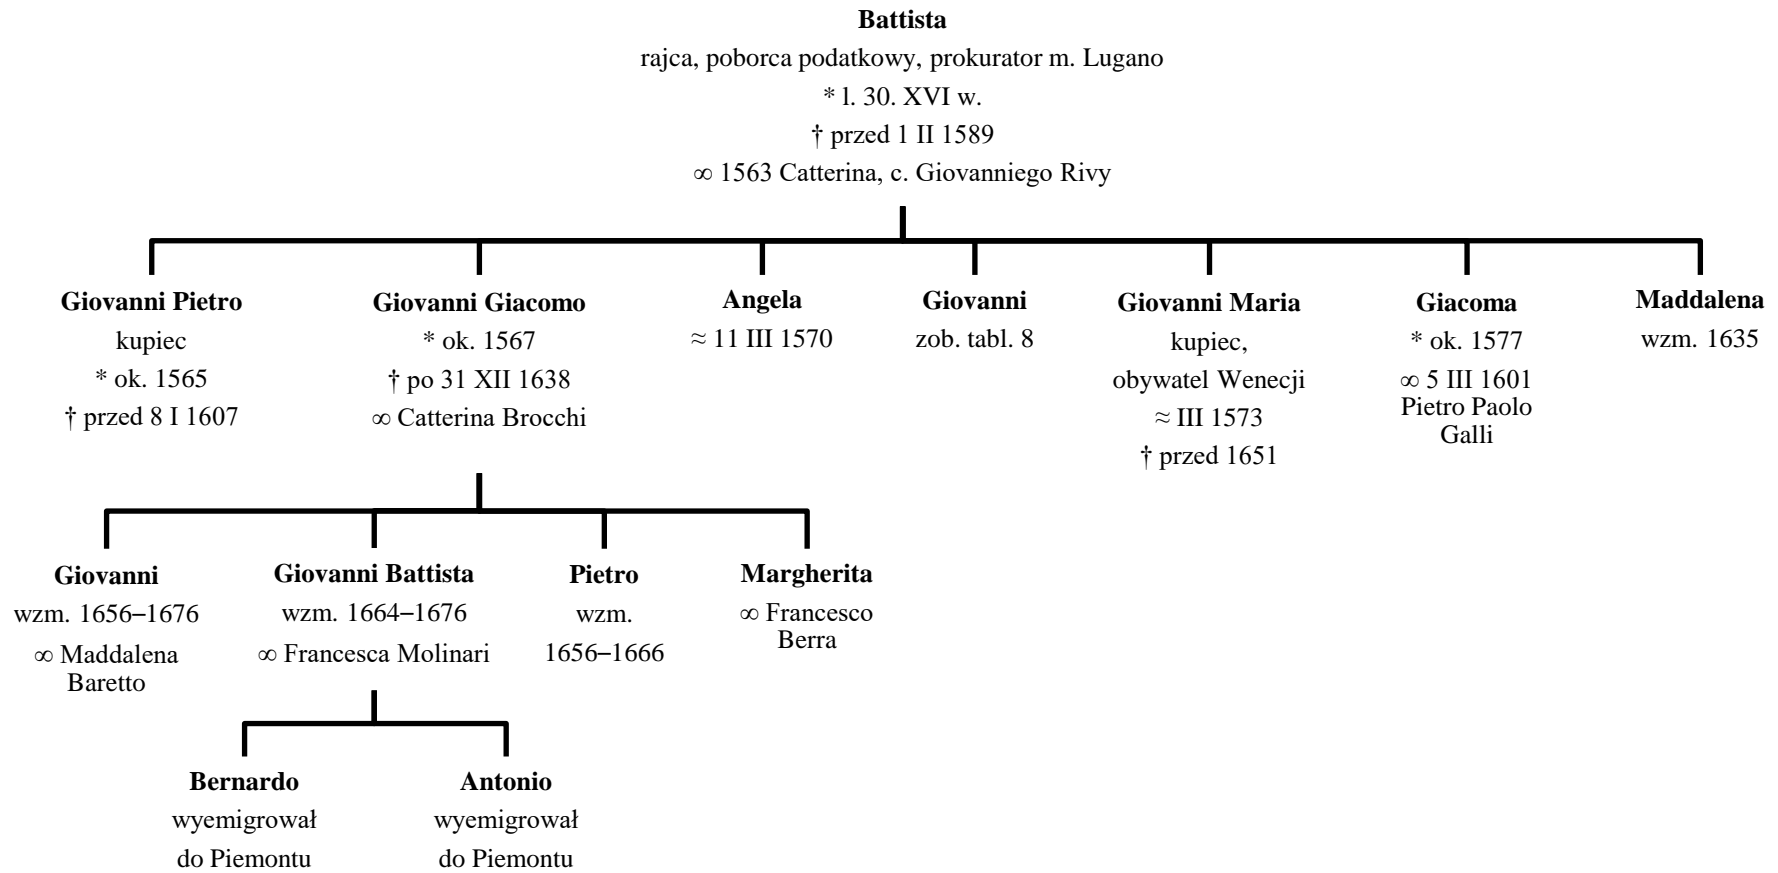 Battista
rajca, poborca podatkowy, prokurator m. Lugano
* l. 30. XVI w.
† przed 1 II 1589
∞ 1563 Catterina, c. Giovanniego Rivy
Giovanni Pietro
kupiec
* ok. 1565
† przed 8 I 1607
Giovanni Giacomo
* ok. 1567
† po 31 XII 1638
∞ Catterina Brocchi
Angela
≈ 11 III 1570
Giovanni
zob. tabl. 8
Giovanni Maria
kupiec,
obywatel Wenecji
≈ III 1573
† przed 1651
Giacoma
* ok. 1577
∞ 5 III 1601
Pietro Paolo
Galli
Maddalena
wzm. 1635
Giovanni
wzm. 1656–1676
∞ Maddalena
Baretto
Giovanni Battista
wzm. 1664–1676
∞ Francesca Molinari
Pietro
wzm.
1656–1666
Margherita
∞ Francesco
Berra
Bernardo
wyemigrował
do Piemontu
Antonio
wyemigrował
do Piemontu